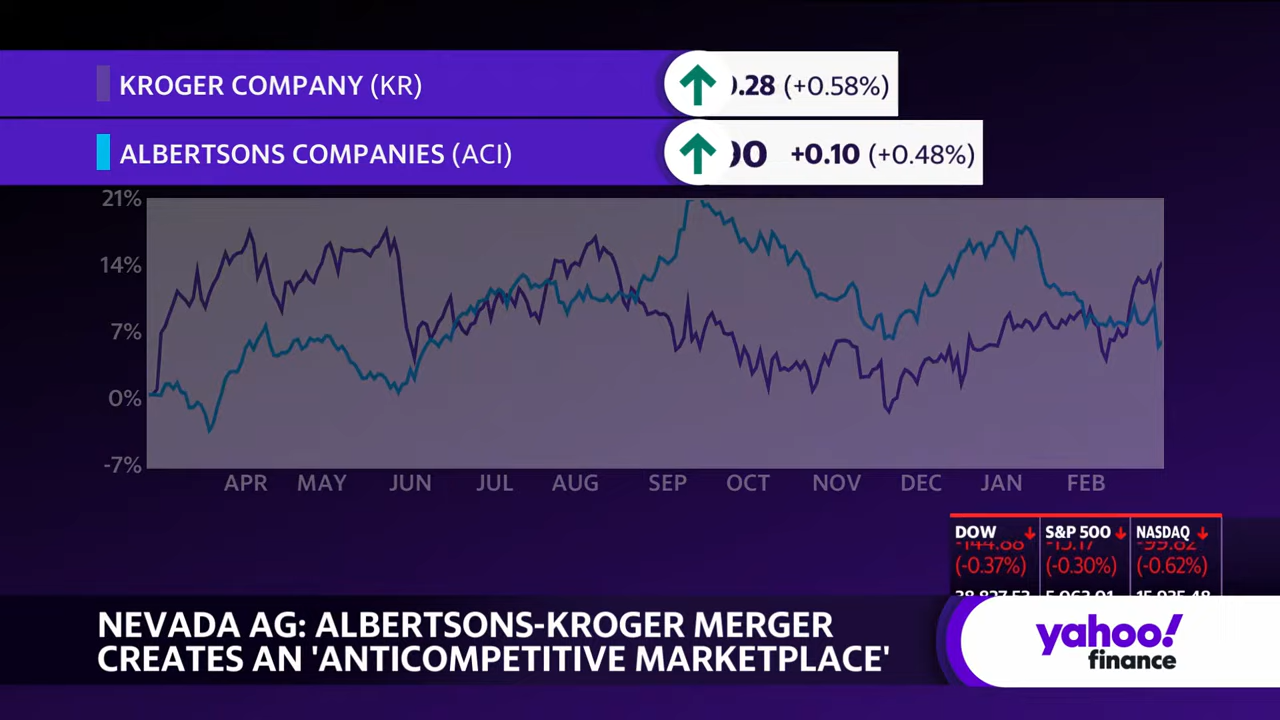 KROGER COMPANY (KR)
.28 (+0.58%)
ALBERTSONS COMPANIES (ACI)
+0.10 (+0.48%)
21%
14%
7%
0%
-7%
APR MAY JUN JUL AUG SEP OCT NOV DEC JAN FEB
DOW S&P 500 NASDAQ
(-0.37%) (-0.30%) (-0.62%)
NEVADA AG: ALBERTSONS-KROGER MERGER
CREATES AN 'ANTICOMPETITIVE MARKETPLACE'
yahoo!
finance